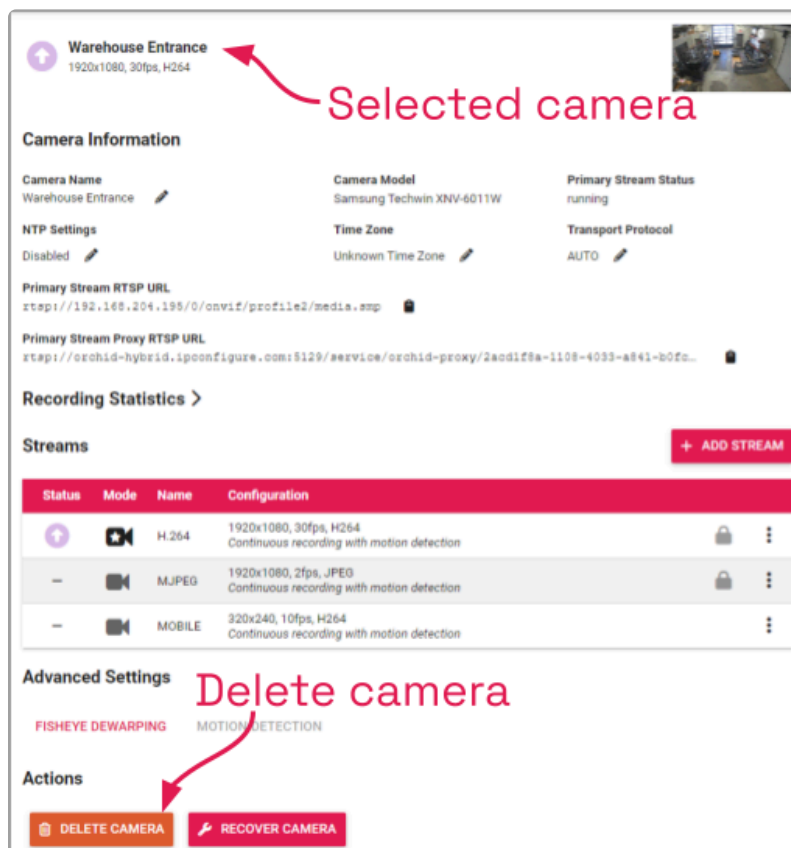 Warehouse Entrance
1920x1080, 30fps, H264
Selected camera
Camera Information
Camera Name
Camera Model
Primary Stream Status
Warehouse Entrance
Samsung Techwin XNV-6011W
running
NTP Settings
Time Zone
Transport Protocol
Disabled
Unknown Time Zone
AUTO
Primary Stream RTSP URL
rtsp://192.168.204.195/0/onvif/profile2/media.smp
Primary Stream Proxy RTSP URL
rtsp://orchid-hybrid.ipconfigure.com:5129/service/orchid-proxy/2acd1f8a-1108-4033-a841-b0fc…
Recording Statistics >
Streams
+ ADD STREAM
Status Mode Name Configuration
H.264
1920x1080, 30fps, H264
Continuous recording with motion detection
MJPEG
1920x1080, 2fps, JPEG
Continuous recording with motion detection
MOBILE
320x240, 10fps, H264
Continuous recording with motion detection
Advanced Settings
Delete camera
FISHEYE DEWARPING
MOTION DETECTION
Actions
DELETE CAMERA
RECOVER CAMERA